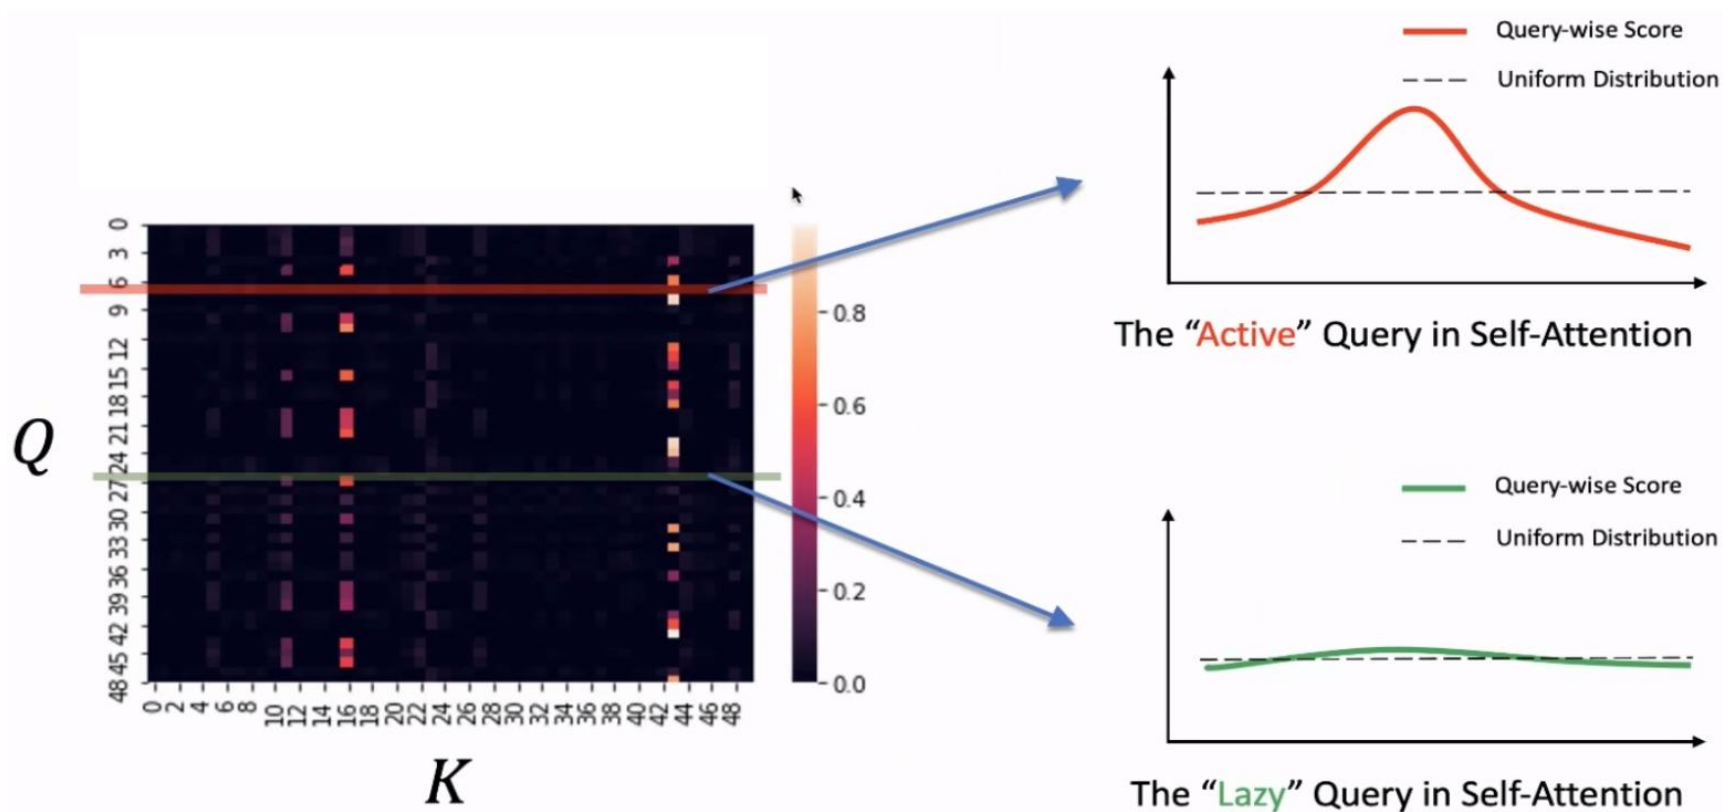 Query-wise Score
Uniform Distribution
The “Active” Query in Self-Attention
Q
0
3
6
9
12
15
18
21
24
27
30
33
36
39
42
45
48
0 2 4 6 8 10 12 14 16 18 20 22 24 26 28 30 32 34 36 38 40 42 44 46 48
K
0.8
0.6
0.4
0.2
0.0
Query-wise Score
Uniform Distribution
The “Lazy” Query in Self-Attention